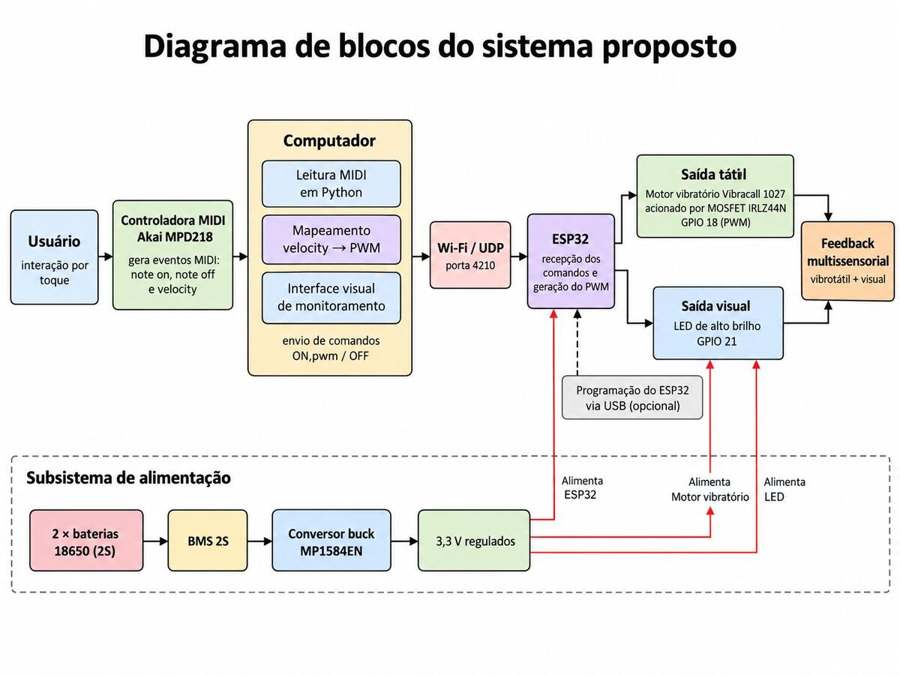 Diagrama de blocos do sistema proposto
Usuário
interação por
toque
Controladora MIDI
Akai MPD218
gera eventos MIDI:
note on, note off
e velocity
Computador
Leitura MIDI
em Python
Mapeamento
velocity → PWM
Interface visual
de monitoramento
envio de comandos
ON,pwm / OFF
Wi-Fi / UDP
porta 4210
ESP32
recepção dos
comandos e
geração do PWM
Saída tátil
Motor vibratório Vibracall 1027
acionado por MOSFET IRLZ44N
GPIO 18 (PWM)
Saída visual
LED de alto brilho
GPIO 21
Feedback
multissensorial
vibrotátil + visual
Programação do ESP32
via USB (opcional)
Subsistema de alimentação
2 × baterias
18650 (2S)
BMS 2S
Conversor buck
MP1584EN
3,3 V regulados
Alimenta
ESP32
Alimenta
Motor vibratório
Alimenta
LED